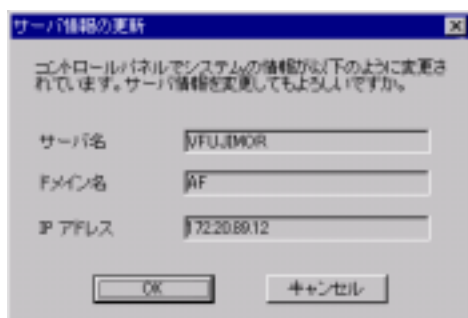 サーバ情報の更新
コントロールパネルでシステムの情報が以下のように変更さ
れています。サーバ情報を変更してもよろしいですか。
サーバ名
VFUJIMOR
ドメイン名
AF
IP アドレス
172.20.89.12
OK
キャンセル